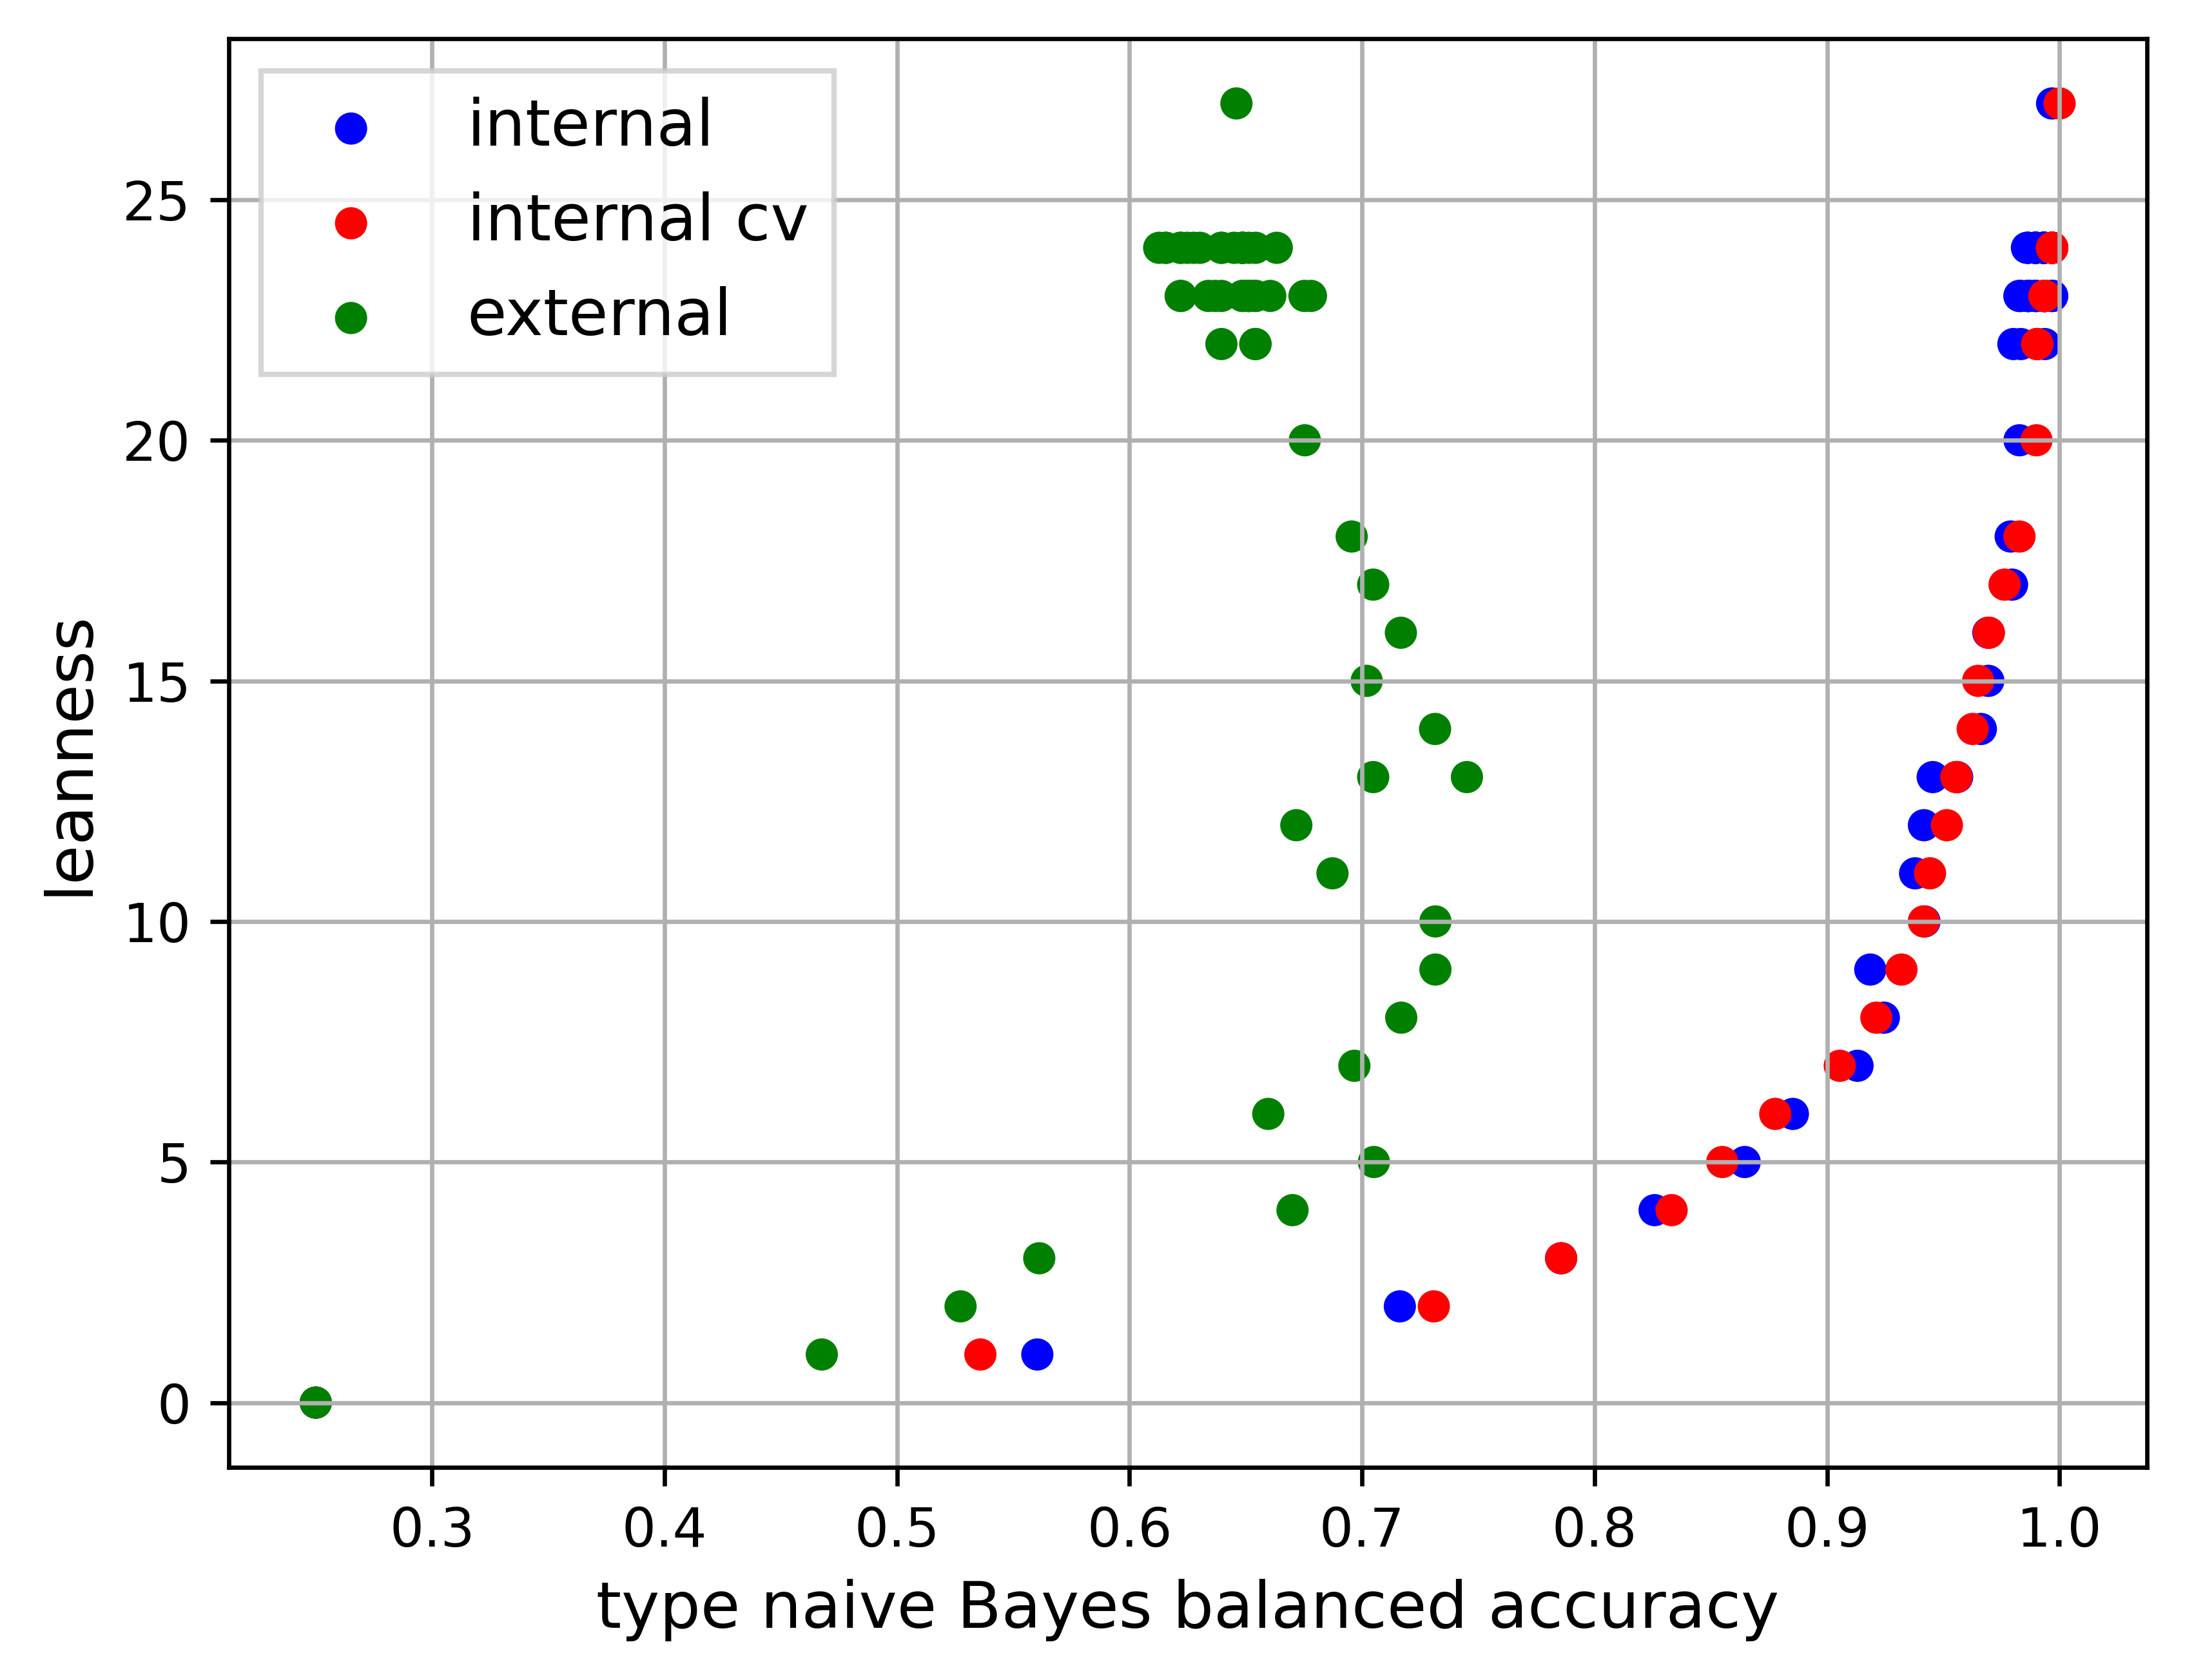 internal
internal cv
external
25
20
15
10
5
0
leanness
0.3 0.4 0.5 0.6 0.7 0.8 0.9 1.0
type naive Bayes balanced accuracy